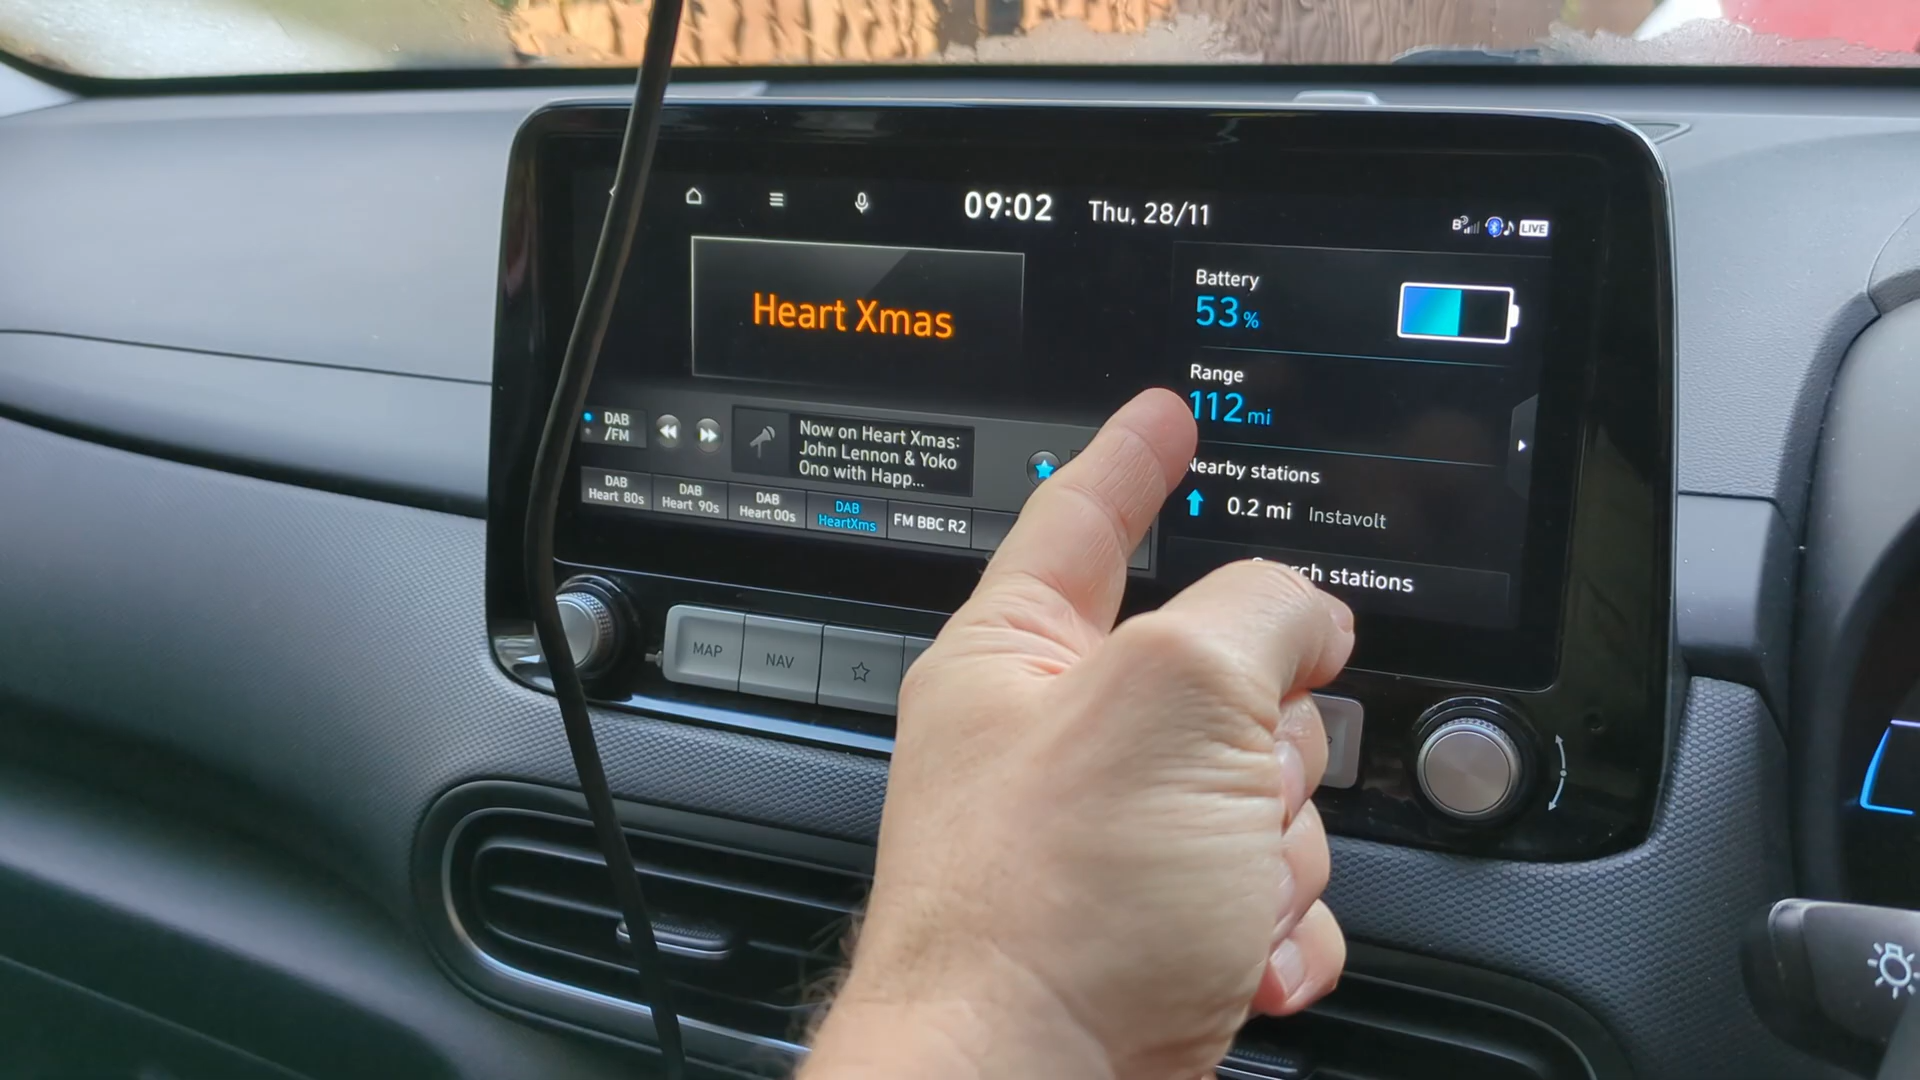 09:02
Thu, 28/11
LIVE
Heart Xmas
Battery
53%
Range
112 mi
Nearby stations
0.2 mi Instavolt
stations
DAB
/FM
Now on Heart Xmas:
John Lennon & Yoko
Ono with Happ...
DAB
Heart 80s
DAB
Heart 90s
DAB
Heart 00s
DAB
HeartXms
FM BBC R2
MAP
NAV